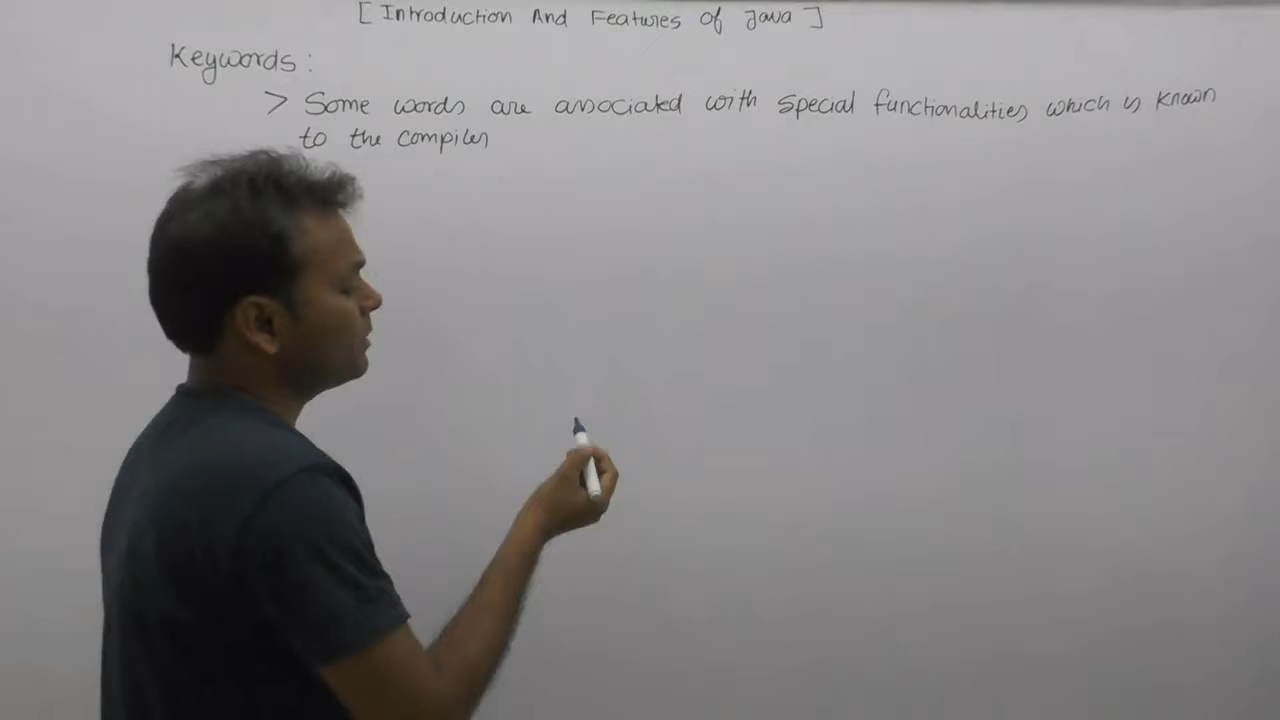 [ Introduction And Features of Java ]
Keywords :
> Some words are associated with special functionalities which is known
to the compiler